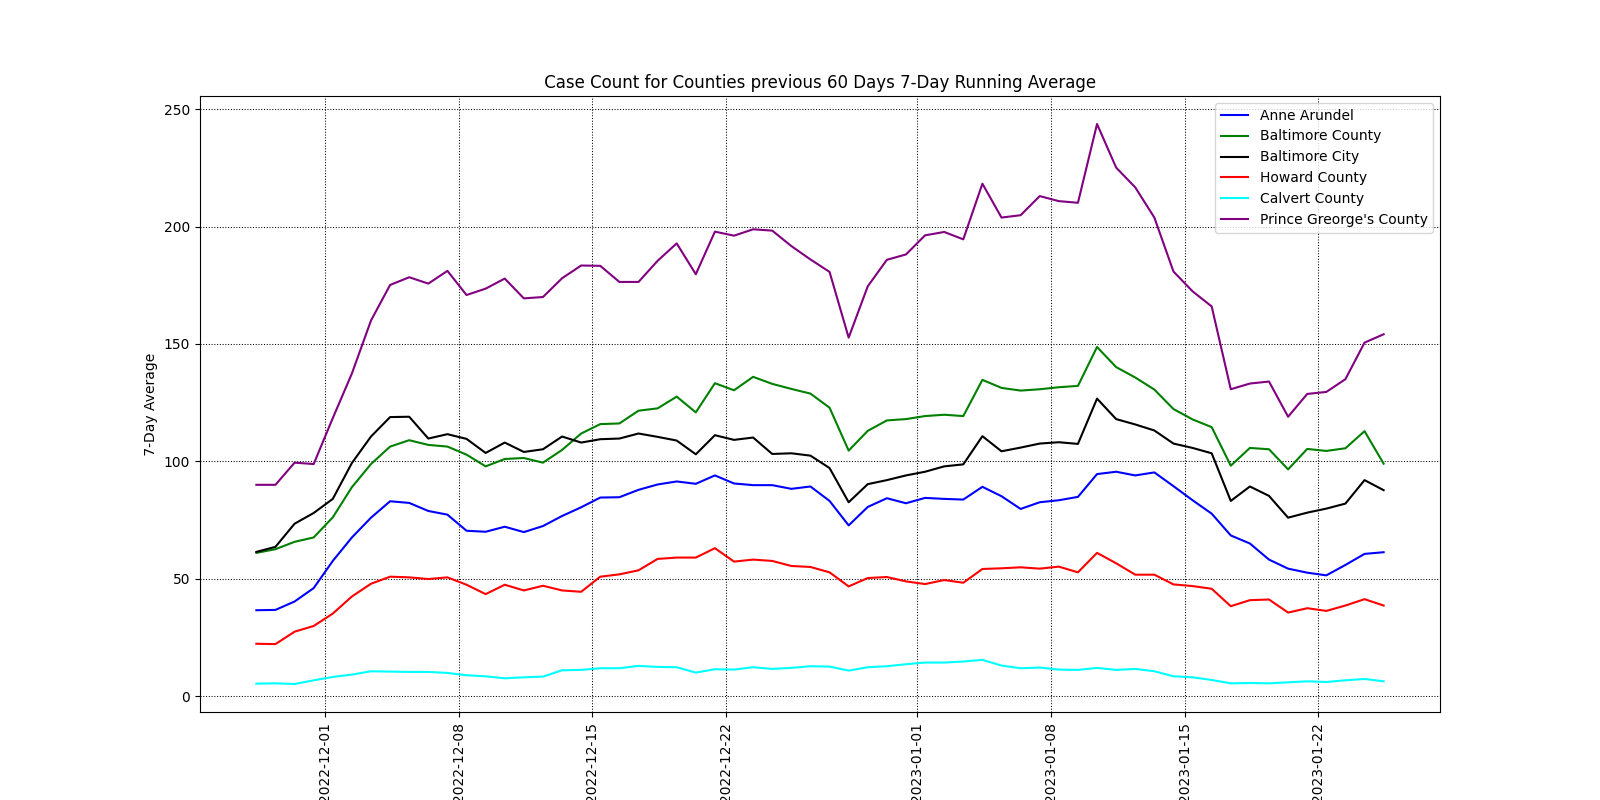 Case Count for Counties previous 60 Days 7-Day Running Average
250
200
150
100
50
0
7-Day Average
Anne Arundel
Baltimore County
Baltimore City
Howard County
Calvert County
Prince Greorge's County
2022-12-01
2022-12-08
2022-12-15
2022-12-22
2023-01-01
2023-01-08
2023-01-15
2023-01-22